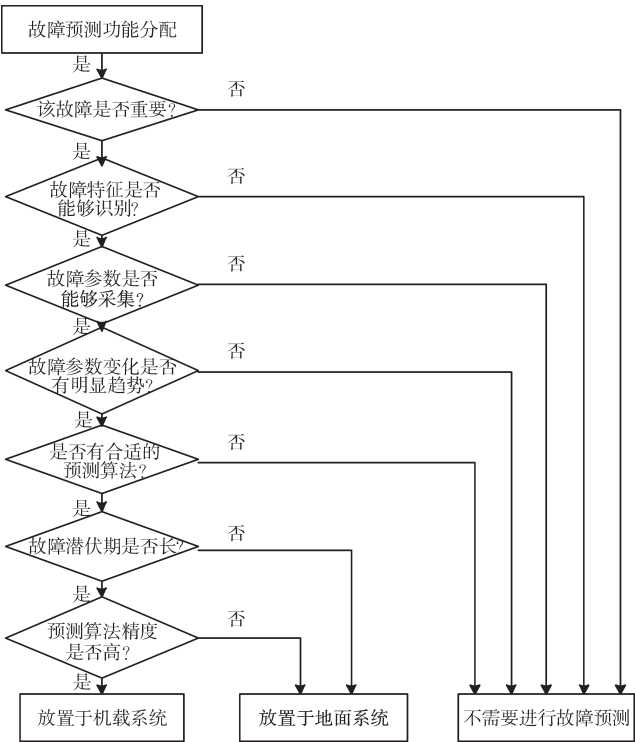 故障预测功能分配
是
否
该故障是否重要?
是
否
故障特征是否
能够识别?
是
否
故障参数是否
能够采集?
是
否
故障参数变化是否
有明显趋势?
是
否
是否有合适的
预测算法?
是
否
故障潜伏期是否长?
是
否
预测算法精度
是否高?
是
放置于机载系统
放置于地面系统
不需要进行故障预测